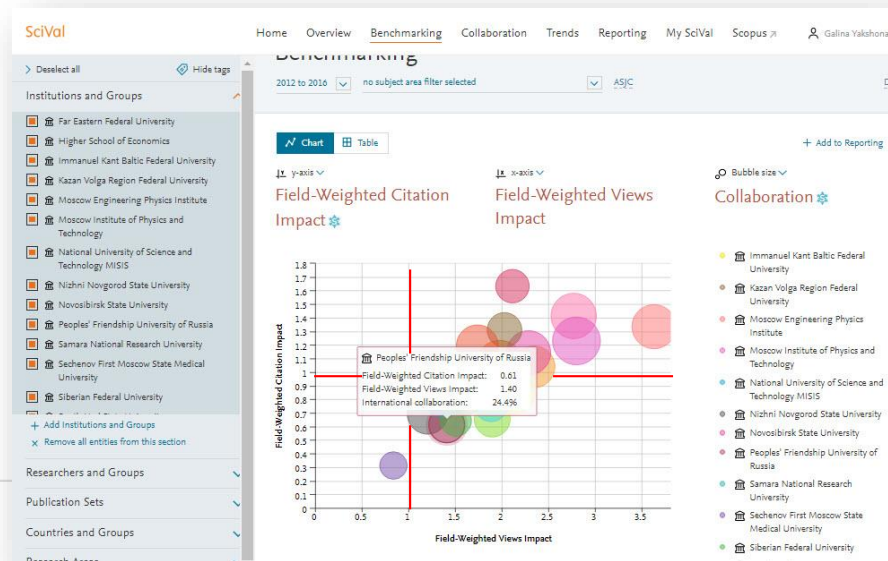 SciVal
Home Overview Benchmarking Collaboration Trends Reporting My SciVal Scopus
Deselect all Hide tags
Institutions and Groups
Far Eastern Federal University
Higher School of Economics
Immanuel Kant Baltic Federal University
Kazan Volga Region Federal University
Moscow Engineering Physics Institute
Moscow Institute of Physics and
Technology
National University of Science and
Technology MISIS
Nizhni Novgorod State University
Novosibirsk State University
Peoples' Friendship University of Russia
Samara National Research University
Sechenov First Moscow State Medical
University
Siberian Federal University
+ Add Institutions and Groups
x Remove all entities from this section
Researchers and Groups
Publication Sets
Countries and Groups
Benchmarking
2012 to 2016 no subject area filter selected ASJC
Chart Table
+ Add to Reporting
y-axis
Field-Weighted Citation
Impact
x-axis
Field-Weighted Views
Impact
Bubble size
Collaboration
Field-Weighted Citation Impact
1.8
1.7
1.6
1.5
1.4
1.3
1.2
1.1
1
0.9
0.8
0.7
0.6
0.5
0.4
0.3
0.2
0.1
0 0.5 1 1.5 2 2.5 3 3.5
Field-Weighted Views Impact
Peoples' Friendship University of Russia
Field-Weighted Citation Impact: 0.61
Field-Weighted Views Impact: 1.40
International collaboration: 24.4%
Immanuel Kant Baltic Federal
University
Kazan Volga Region Federal
University
Moscow Engineering Physics
Institute
Moscow Institute of Physics and
Technology
National University of Science and
Technology MISIS
Nizhni Novgorod State University
Novosibirsk State University
Peoples' Friendship University of
Russia
Samara National Research
University
Sechenov First Moscow State
Medical University
Siberian Federal University